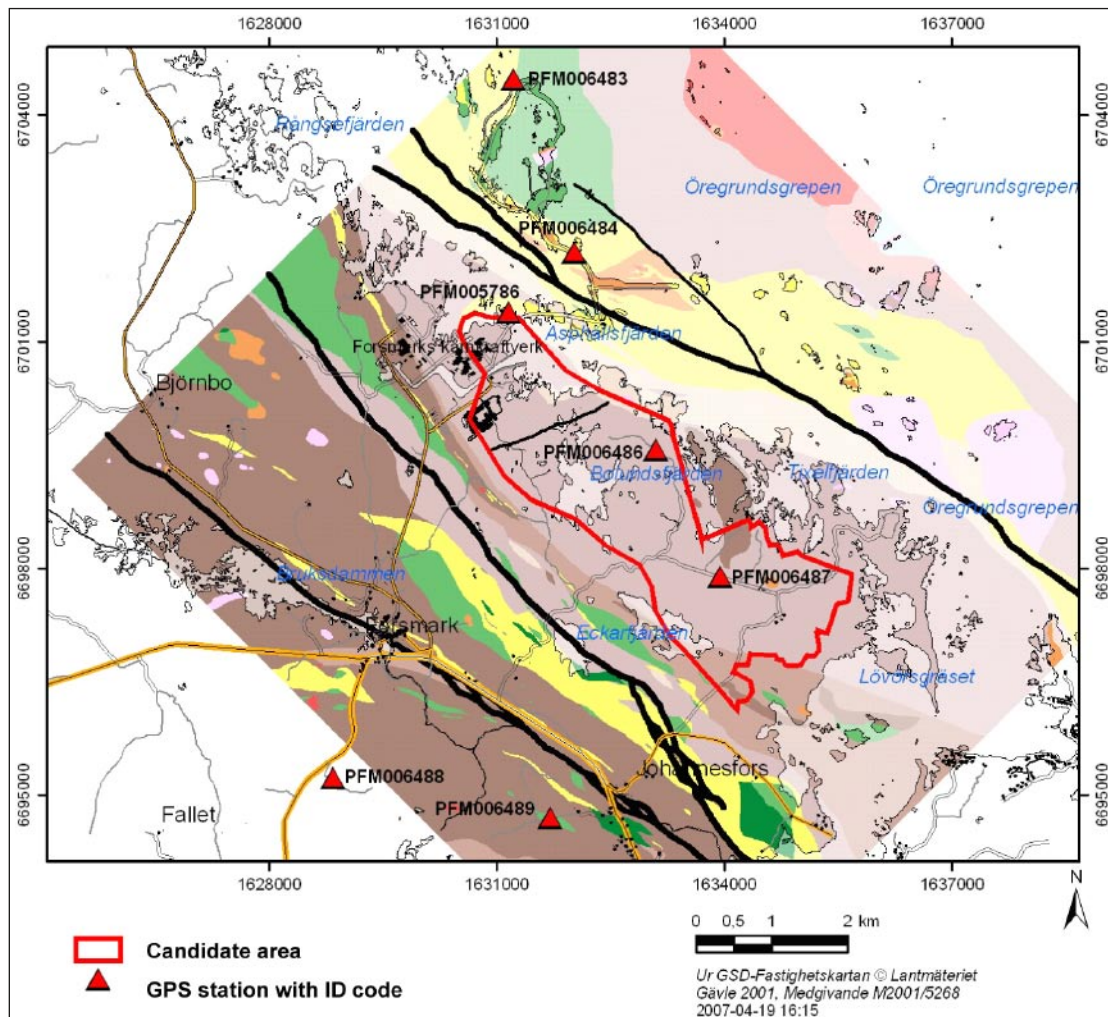 1628000 1631000 1634000 1637000
PFM006483
6704000 6704000
Rångsefjärden
Öregrundsgrepen Öregrundsgrepen
PFM006484
PFM005786
6701000 6701000
Asphällsfjärden
Forsmarks kärnkraftverk
Björnbo
PFM006486
Bolundsfjärden Tixelfjärden
Öregrundsgrepen
6698000 6698000
Bruksdammen PFM006487
Forsmark Eckarfjärden
Lövörsgräset
PFM006488
Johannesfors
6695000 6695000
Fallet PFM006489
1628000 1631000 1634000 1637000
N
0 0,5 1 2 km
Candidate area
GPS station with ID code
Ur GSD-Fastighetskartan © Lantmäteriet
Gävle 2001, Medgivande M2001/5268
2007-04-19 16:15